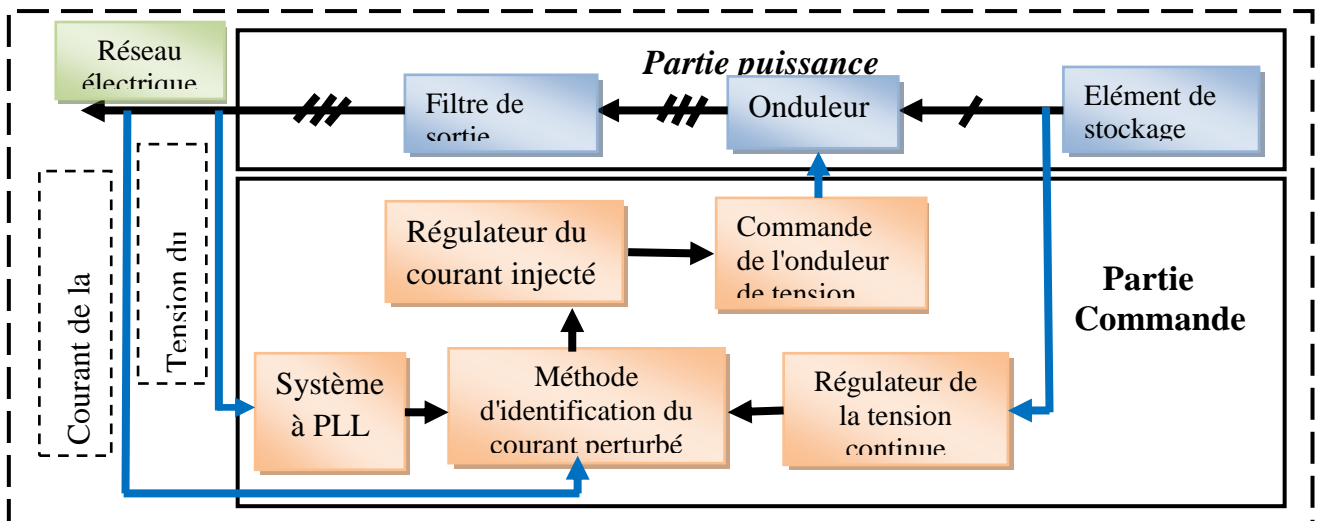 Réseau
électrique
Partie puissance
Filtre de
sortie
Onduleur
Elément de
stockage
Courant de la
Tension du
Régulateur du
courant injecté
Commande
de l'onduleur
de tension
Partie
Commande
Système
à PLL
Méthode
d'identification du
courant perturbé
Régulateur de
la tension
continue